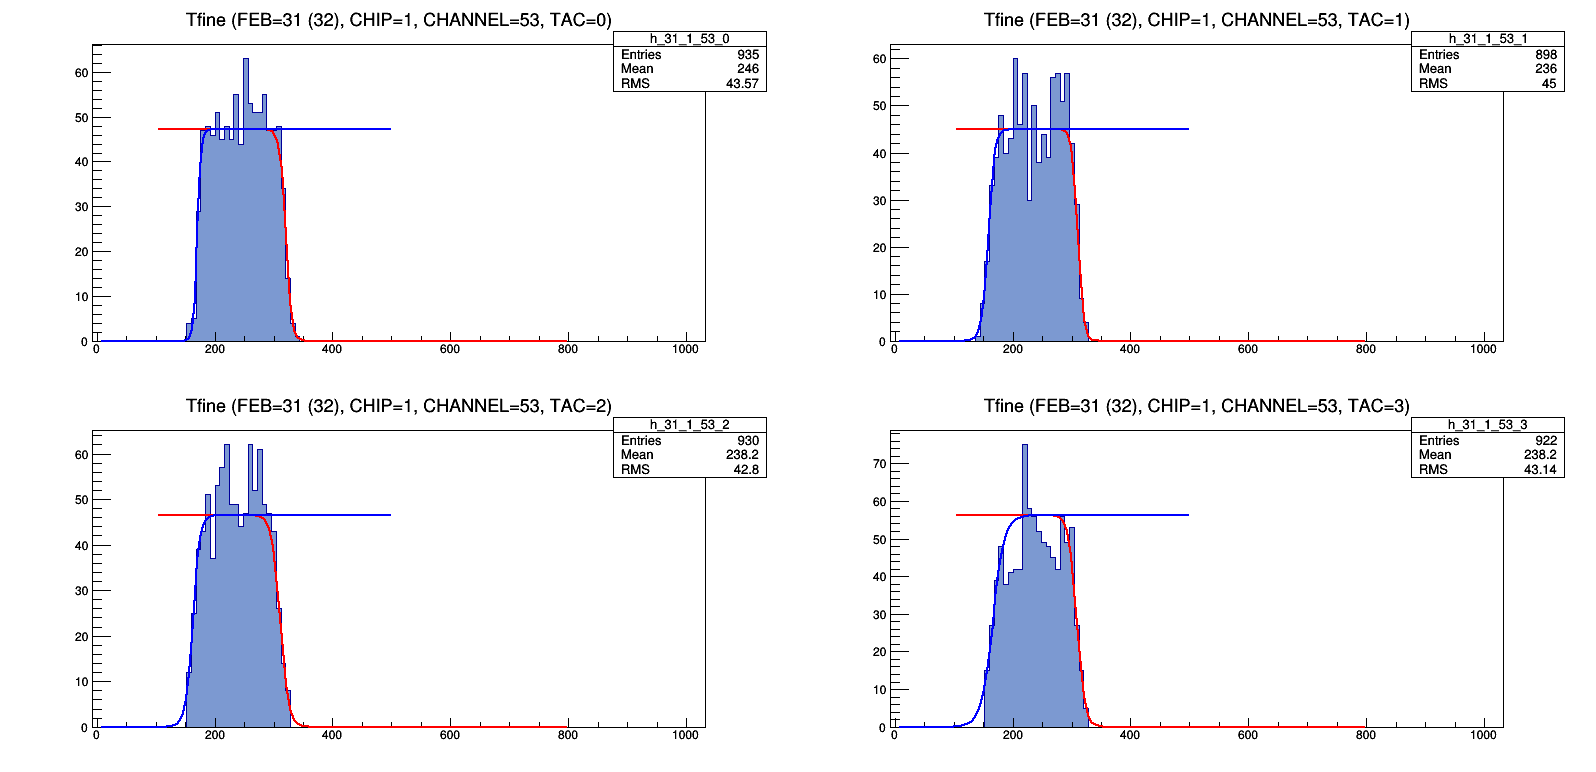 Tfine (FEB=31 (32), CHIP=1, CHANNEL=53, TAC=0)
h_31_1_53_0
Entries 935
Mean 246
RMS 43.57
60
50
40
30
20
10
0
0 200 400 600 800 1000
Tfine (FEB=31 (32), CHIP=1, CHANNEL=53, TAC=1)
h_31_1_53_1
Entries 898
Mean 236
RMS 45
60
50
40
30
20
10
0
0 200 400 600 800 1000
Tfine (FEB=31 (32), CHIP=1, CHANNEL=53, TAC=2)
h_31_1_53_2
Entries 930
Mean 238.2
RMS 42.8
60
50
40
30
20
10
0
0 200 400 600 800 1000
Tfine (FEB=31 (32), CHIP=1, CHANNEL=53, TAC=3)
h_31_1_53_3
Entries 922
Mean 238.2
RMS 43.14
70
60
50
40
30
20
10
0
0 200 400 600 800 1000